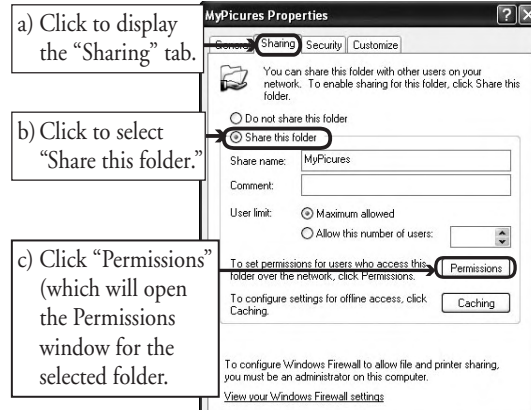 MyPicures Properties
General Sharing Security Customize
a) Click to display
the “Sharing” tab.
You can share this folder with other users on your
network. To enable sharing for this folder, click Share this
folder.
Do not share this folder
b) Click to select
“Share this folder.”
Share this folder
Share name: MyPicures
Comment:
User limit: Maximum allowed
Allow this number of users:
c) Click “Permissions”
(which will open
the Permissions
window for the
selected folder.
To set permissions for users who access this
folder over the network, click Permissions.
Permissions
To configure settings for offline access, click
Caching.
Caching
To configure Windows Firewall to allow file and printer sharing,
you must be an administrator on this computer.
View your Windows Firewall settings